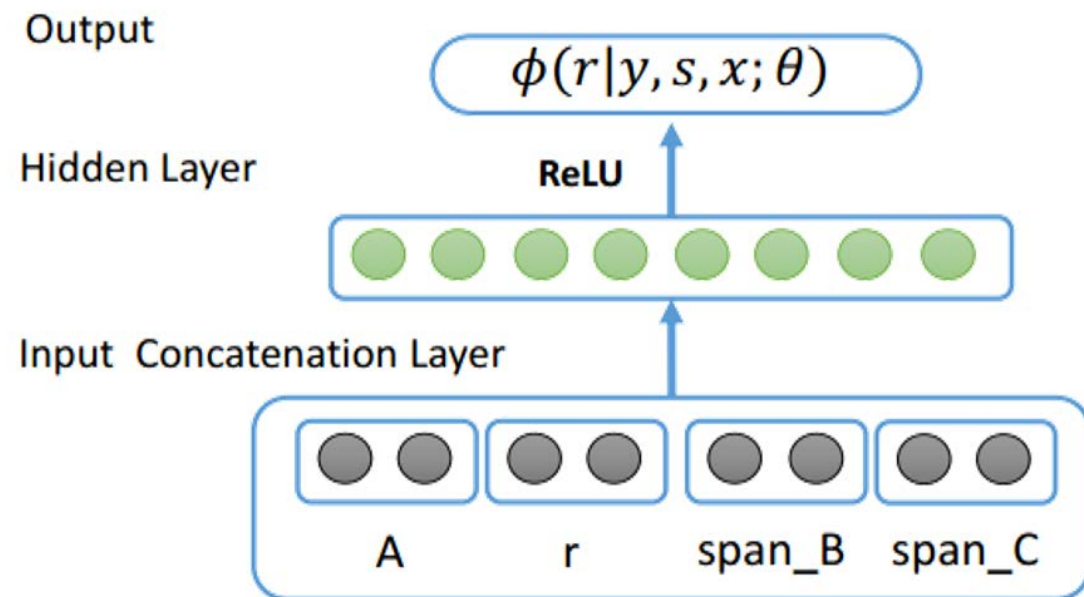 Output
ϕ(r|y, s, x; θ)
Hidden Layer
ReLU
Input Concatenation Layer
A r span_B span_C